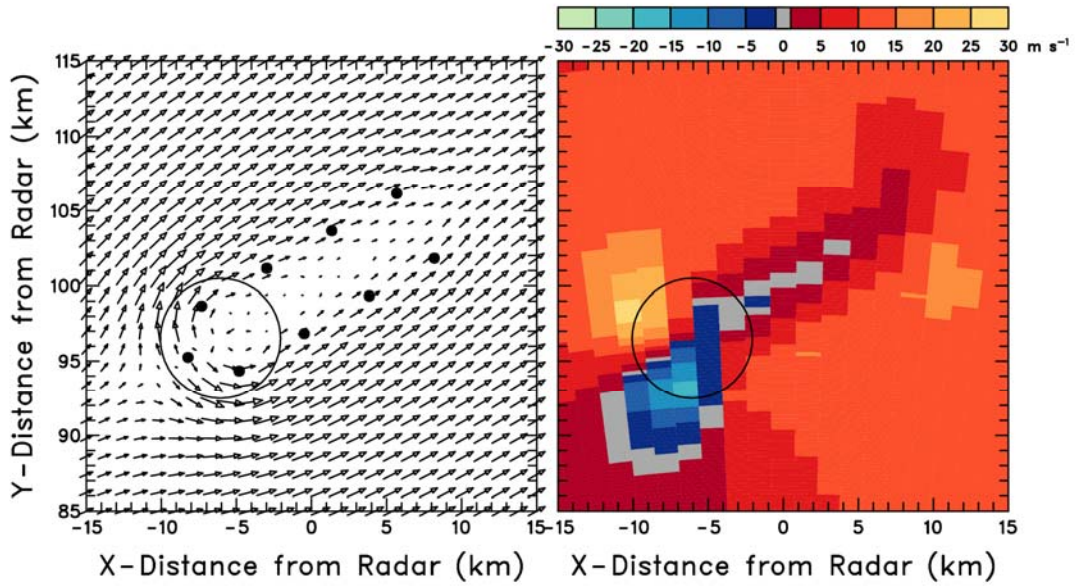 -30 -25 -20 -15 -10 -5 0 5 10 15 20 25 30 m s⁻¹
115
110
105
100
95
90
85
Y-Distance from Radar (km)
-15 -10 -5 0 5 10 15
-15 -10 -5 0 5 10 15
X-Distance from Radar (km)
X-Distance from Radar (km)